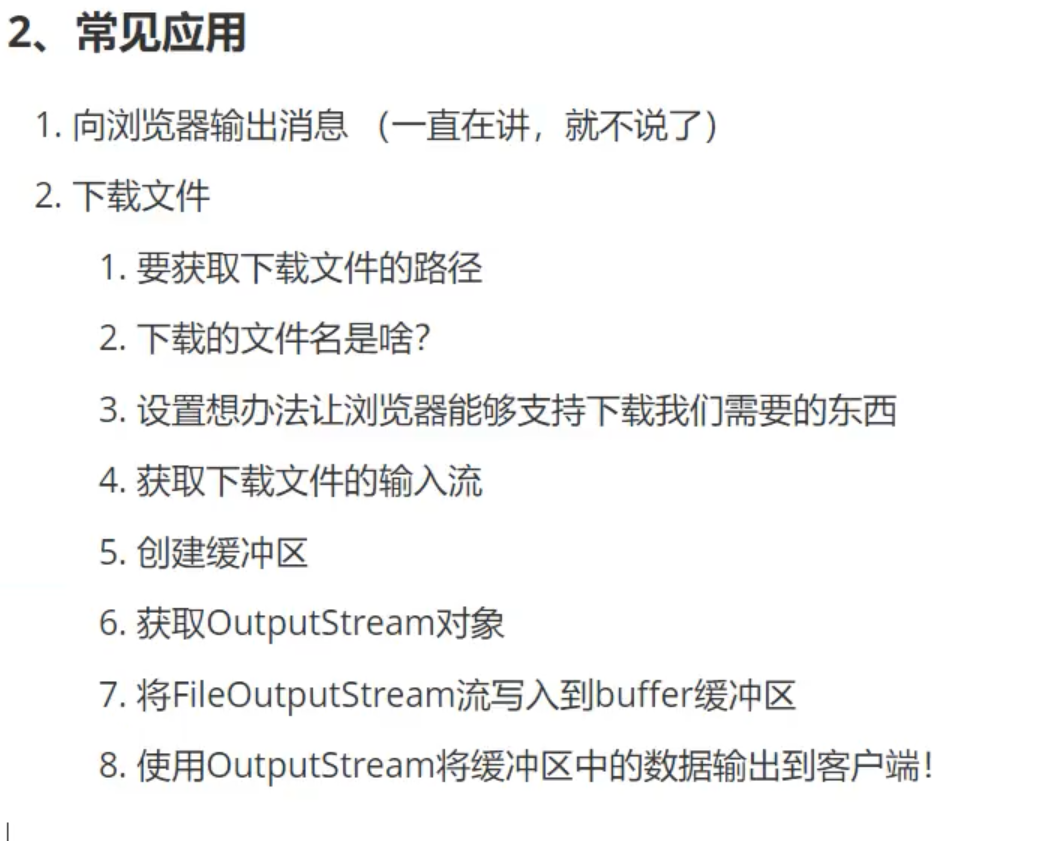 2、常见应用
1. 向浏览器输出消息 （一直在讲，就不说了）
2. 下载文件
1. 要获取下载文件的路径
2. 下载的文件名是啥？
3. 设置想办法让浏览器能够支持下载我们需要的东西
4. 获取下载文件的输入流
5. 创建缓冲区
6. 获取OutputStream对象
7. 将FileOutputStream流写入到buffer缓冲区
8. 使用OutputStream将缓冲区中的数据输出到客户端！